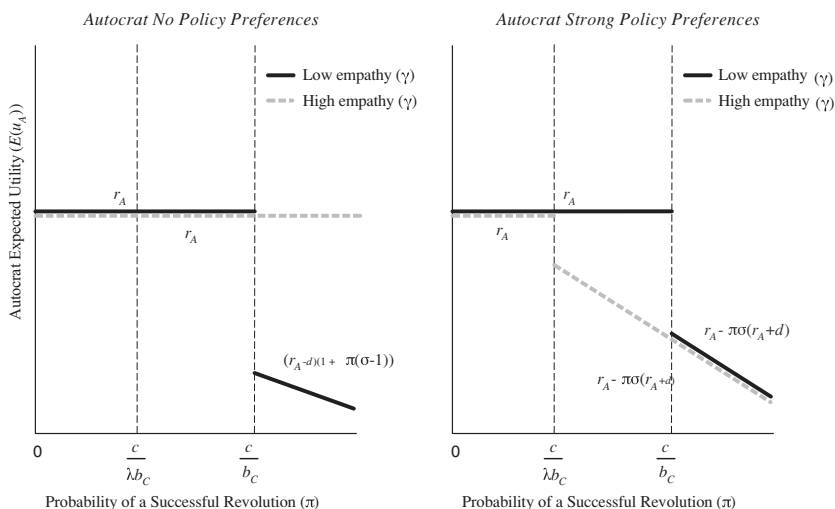 Autocrat No Policy Preferences
Autocrat Strong Policy Preferences
Autocrat Expected Utility (E(u_A))
Low empathy (γ)
High empathy (γ)
r_A
r_A
(r_A-d)(1 + π(σ-1))
0
c
λb_C
c
b_C
Probability of a Successful Revolution (π)
Low empathy (γ)
High empathy (γ)
r_A
r_A
r_A- πσ(r_A+d)
r_A- πσ(r_A+d)
0
c
λb_C
c
b_C
Probability of a Successful Revolution (π)